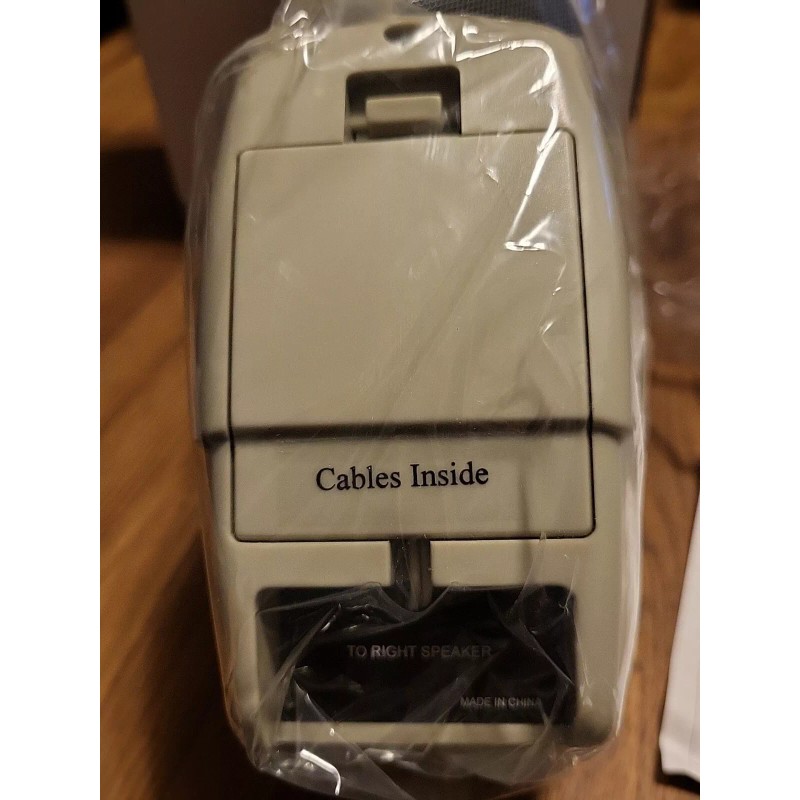 Cables Inside
TO RIGHT SPEAKER
MADE IN CHINA